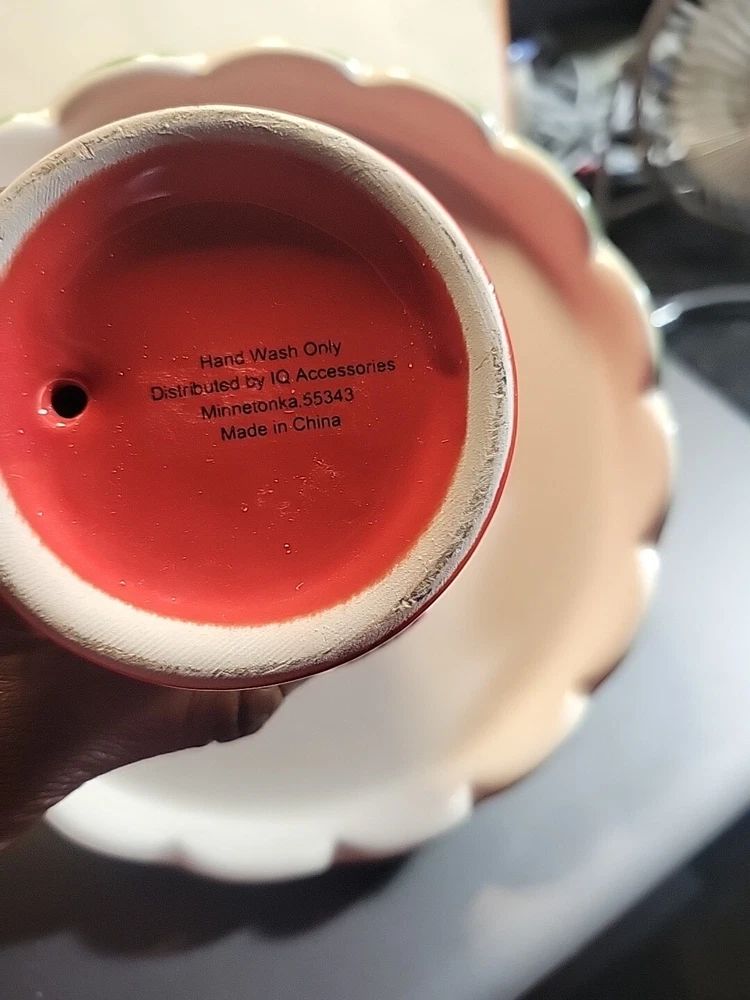 Hand Wash Only
Distributed by IQ Accessories
Minnetonka.55343
Made in China